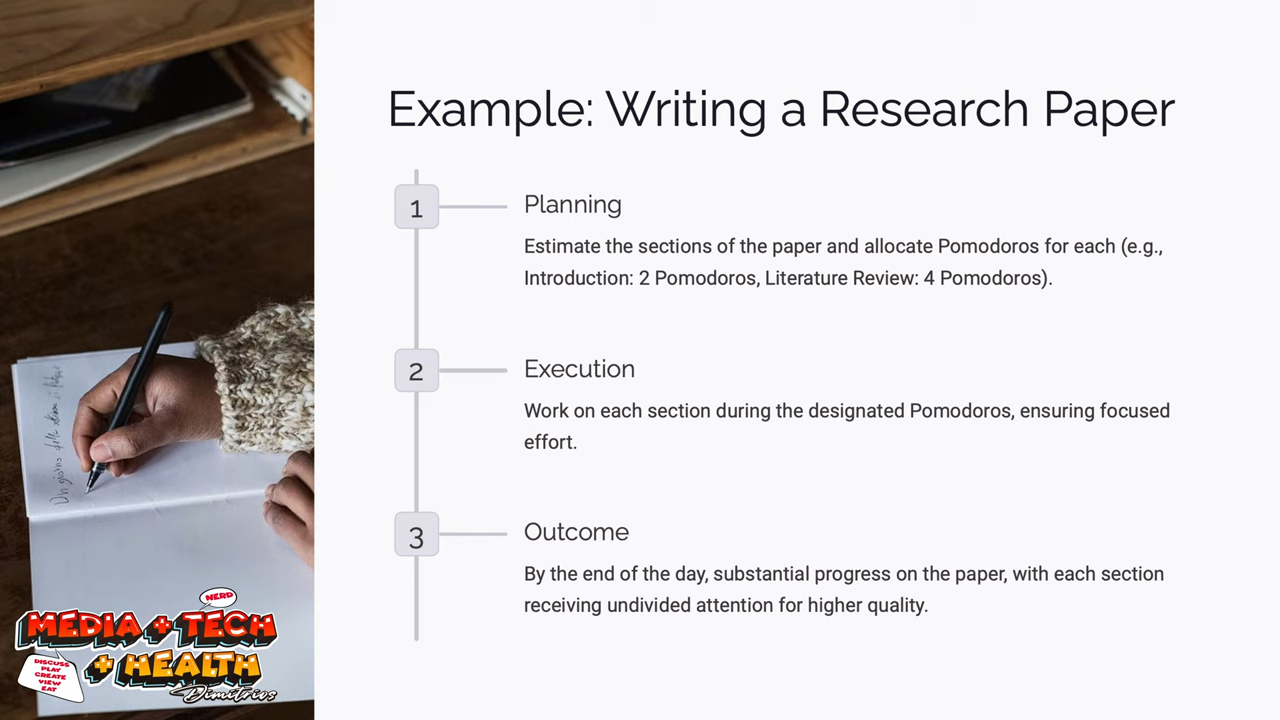 Example: Writing a Research Paper
1
Planning
Estimate the sections of the paper and allocate Pomodoros for each (e.g.,
Introduction: 2 Pomodoros, Literature Review: 4 Pomodoros).
2
Execution
Work on each section during the designated Pomodoros, ensuring focused
effort.
3
Outcome
By the end of the day, substantial progress on the paper, with each section
receiving undivided attention for higher quality.
NERD
MEDIA + TECH
+ HEALTH
DISCUSS
PLAY
CREATE
VIEW
EAT
Dimitrios